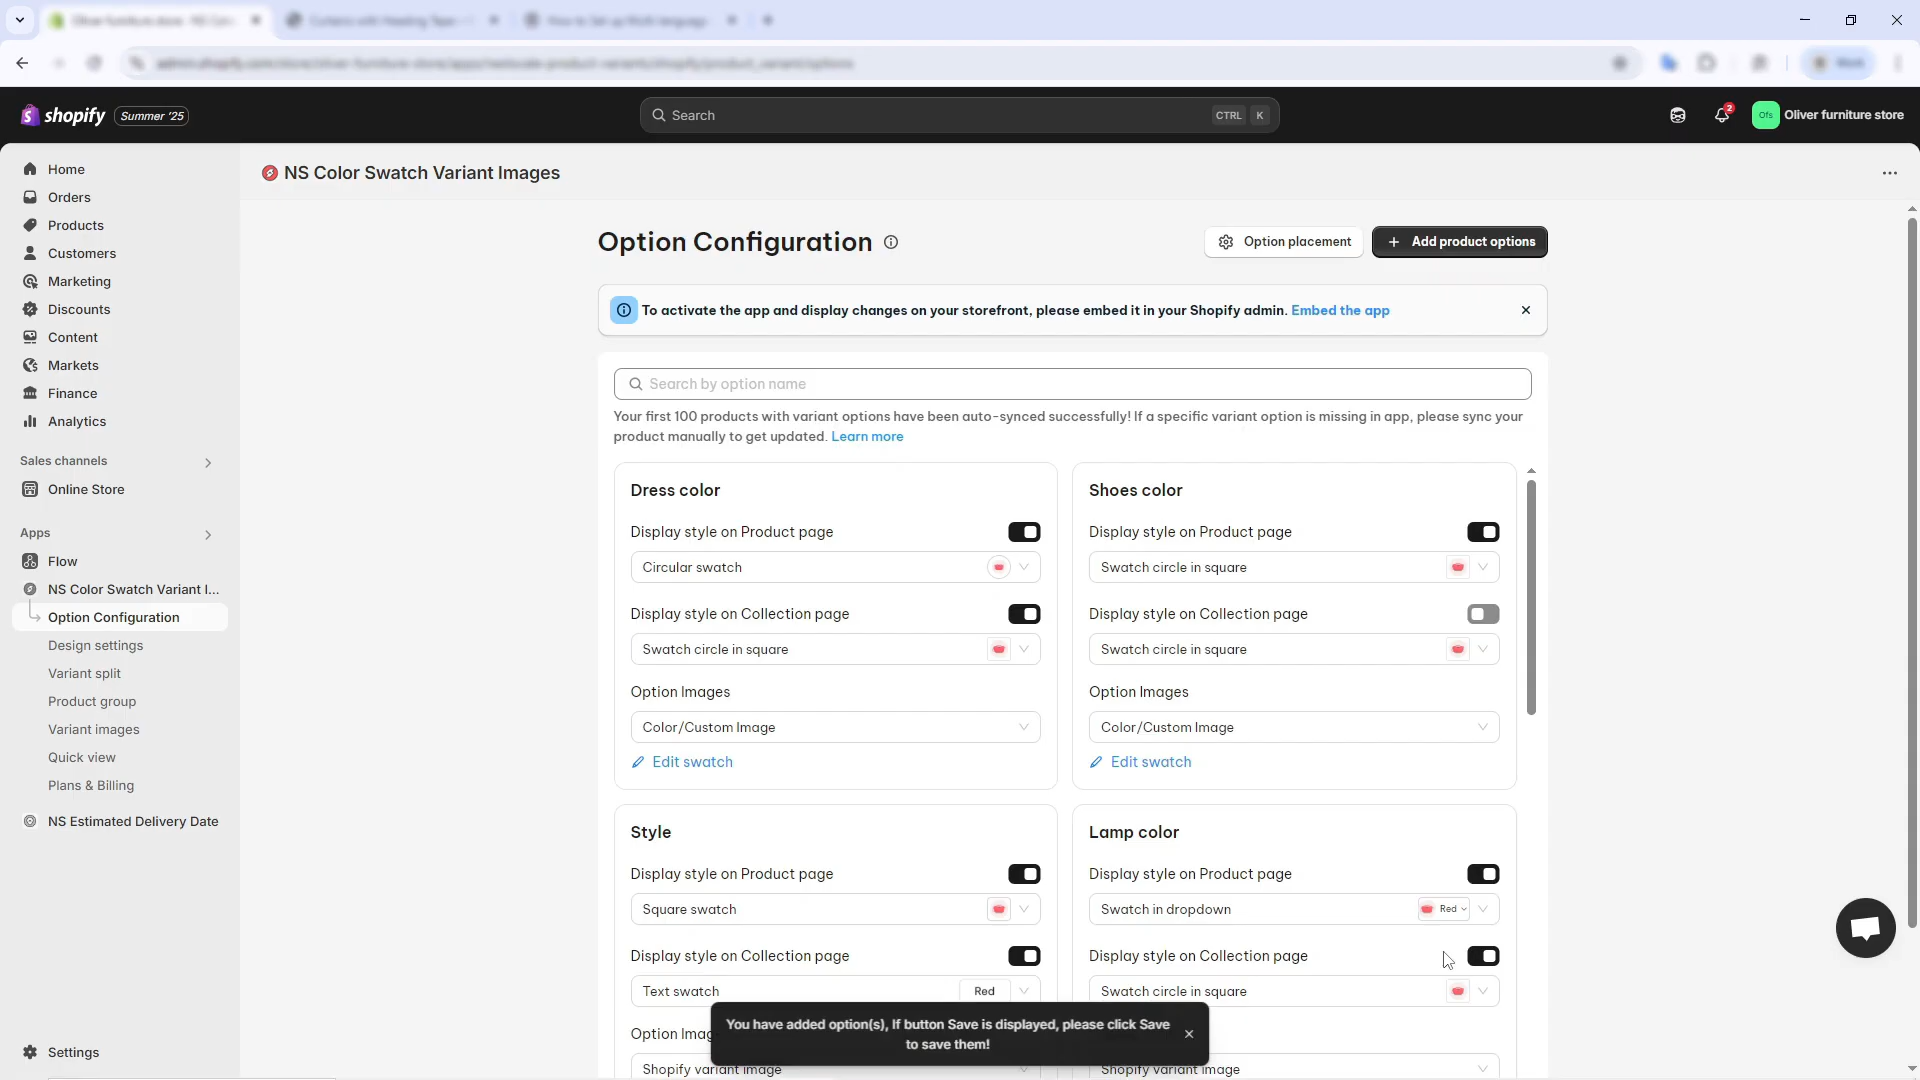 shopify
Summer '25
Search
CTRL K
2
Ofs
Oliver furniture store
Home
Orders
Products
Customers
Marketing
Discounts
Content
Markets
Finance
Analytics
Sales channels
Online Store
Apps
Flow
NS Color Swatch Variant I...
Option Configuration
Design settings
Variant split
Product group
Variant images
Quick view
Plans & Billing
NS Estimated Delivery Date
Settings
NS Color Swatch Variant Images
Option Configuration
Option placement
Add product options
To activate the app and display changes on your storefront, please embed it in your Shopify admin. Embed the app
Search by option name
Your first 100 products with variant options have been auto-synced successfully! If a specific variant option is missing in app, please sync your
product manually to get updated. Learn more
Dress color
Display style on Product page
Circular swatch
Display style on Collection page
Swatch circle in square
Option Images
Color/Custom Image
Edit swatch
Shoes color
Display style on Product page
Swatch circle in square
Display style on Collection page
Swatch circle in square
Option Images
Color/Custom Image
Edit swatch
Style
Display style on Product page
Square swatch
Display style on Collection page
Text swatch
Red
Option Imag
Shopify variant image
Lamp color
Display style on Product page
Swatch in dropdown
Red
Display style on Collection page
Swatch circle in square
Shopify variant image
You have added option(s), If button Save is displayed, please click Save
to save them!